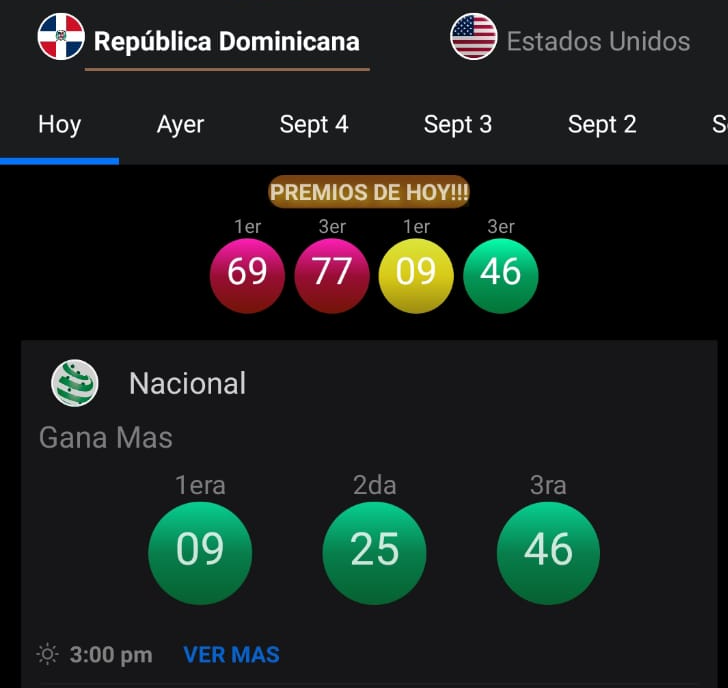 República Dominicana Estados Unidos
Hoy Ayer Sept 4 Sept 3 Sept 2 S
PREMIOS DE HOY!!!
1er 3er 1er 3er
69 77 09 46
Nacional
Gana Mas
1era 2da 3ra
09 25 46
3:00 pm VER MAS